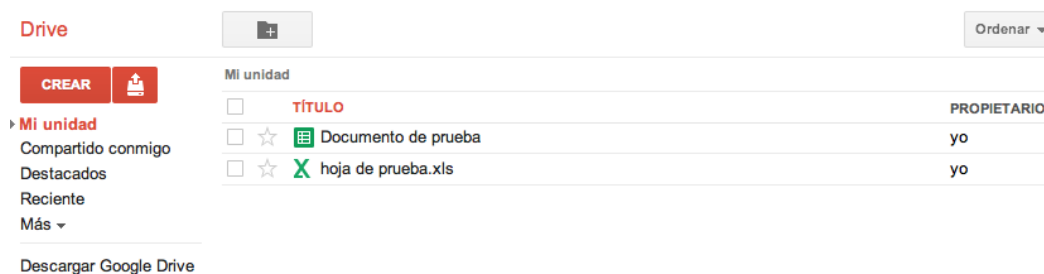 Drive
Ordenar
CREAR
Mi unidad
Compartido conmigo
Destacados
Reciente
Más
Descargar Google Drive
Mi unidad
TÍTULO PROPIETARIO
Documento de prueba yo
hoja de prueba.xls yo